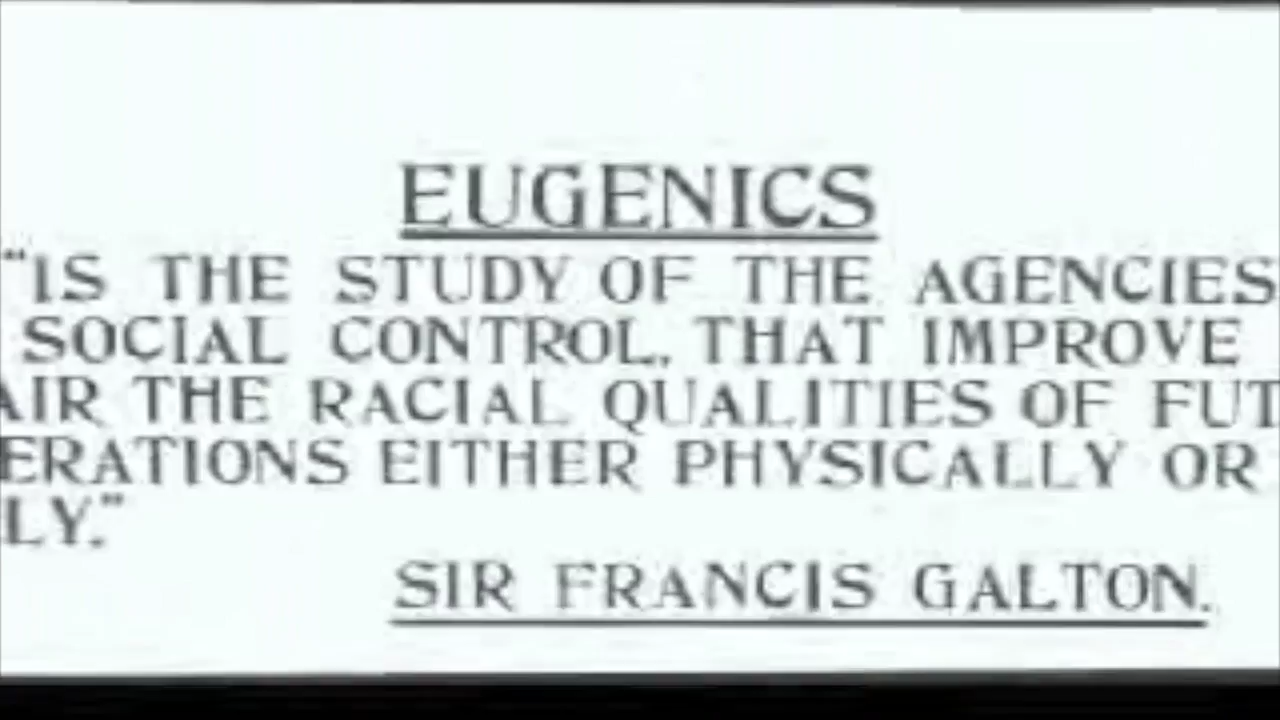 EUGENICS
"IS THE STUDY OF THE AGENCIES
SOCIAL CONTROL, THAT IMPROVE
AIR THE RACIAL QUALITIES OF FUT
ERATIONS EITHER PHYSICALLY OR
LY."
SIR FRANCIS GALTON.